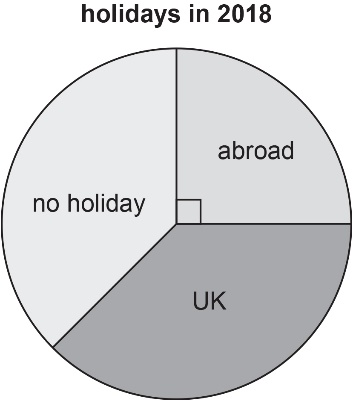 holidays in 2018
abroad
no holiday
UK